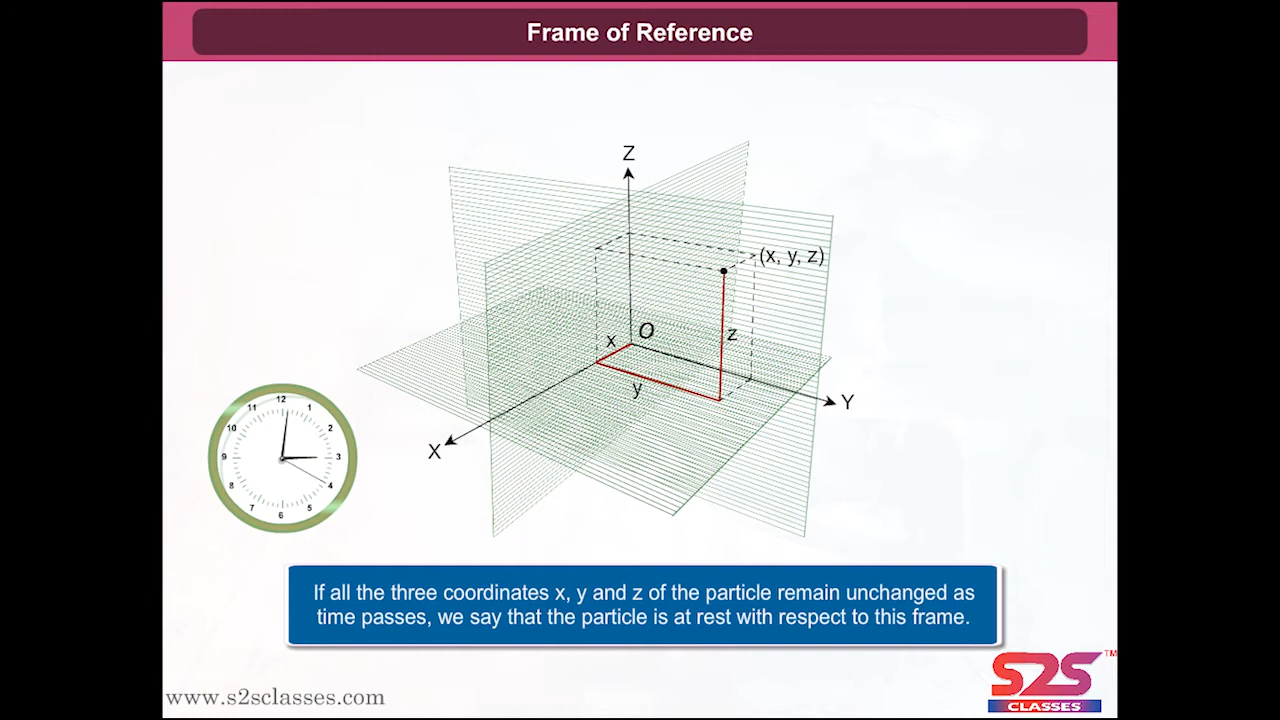 Frame of Reference
Z
(x, y, z)
O
x
z
y
Y
X
12
11
1
10
2
9
3
8
4
7
5
6
If all the three coordinates x, y and z of the particle remain unchanged as
time passes, we say that the particle is at rest with respect to this frame.
S2S TM
CLASSES
www.s2sclasses.com